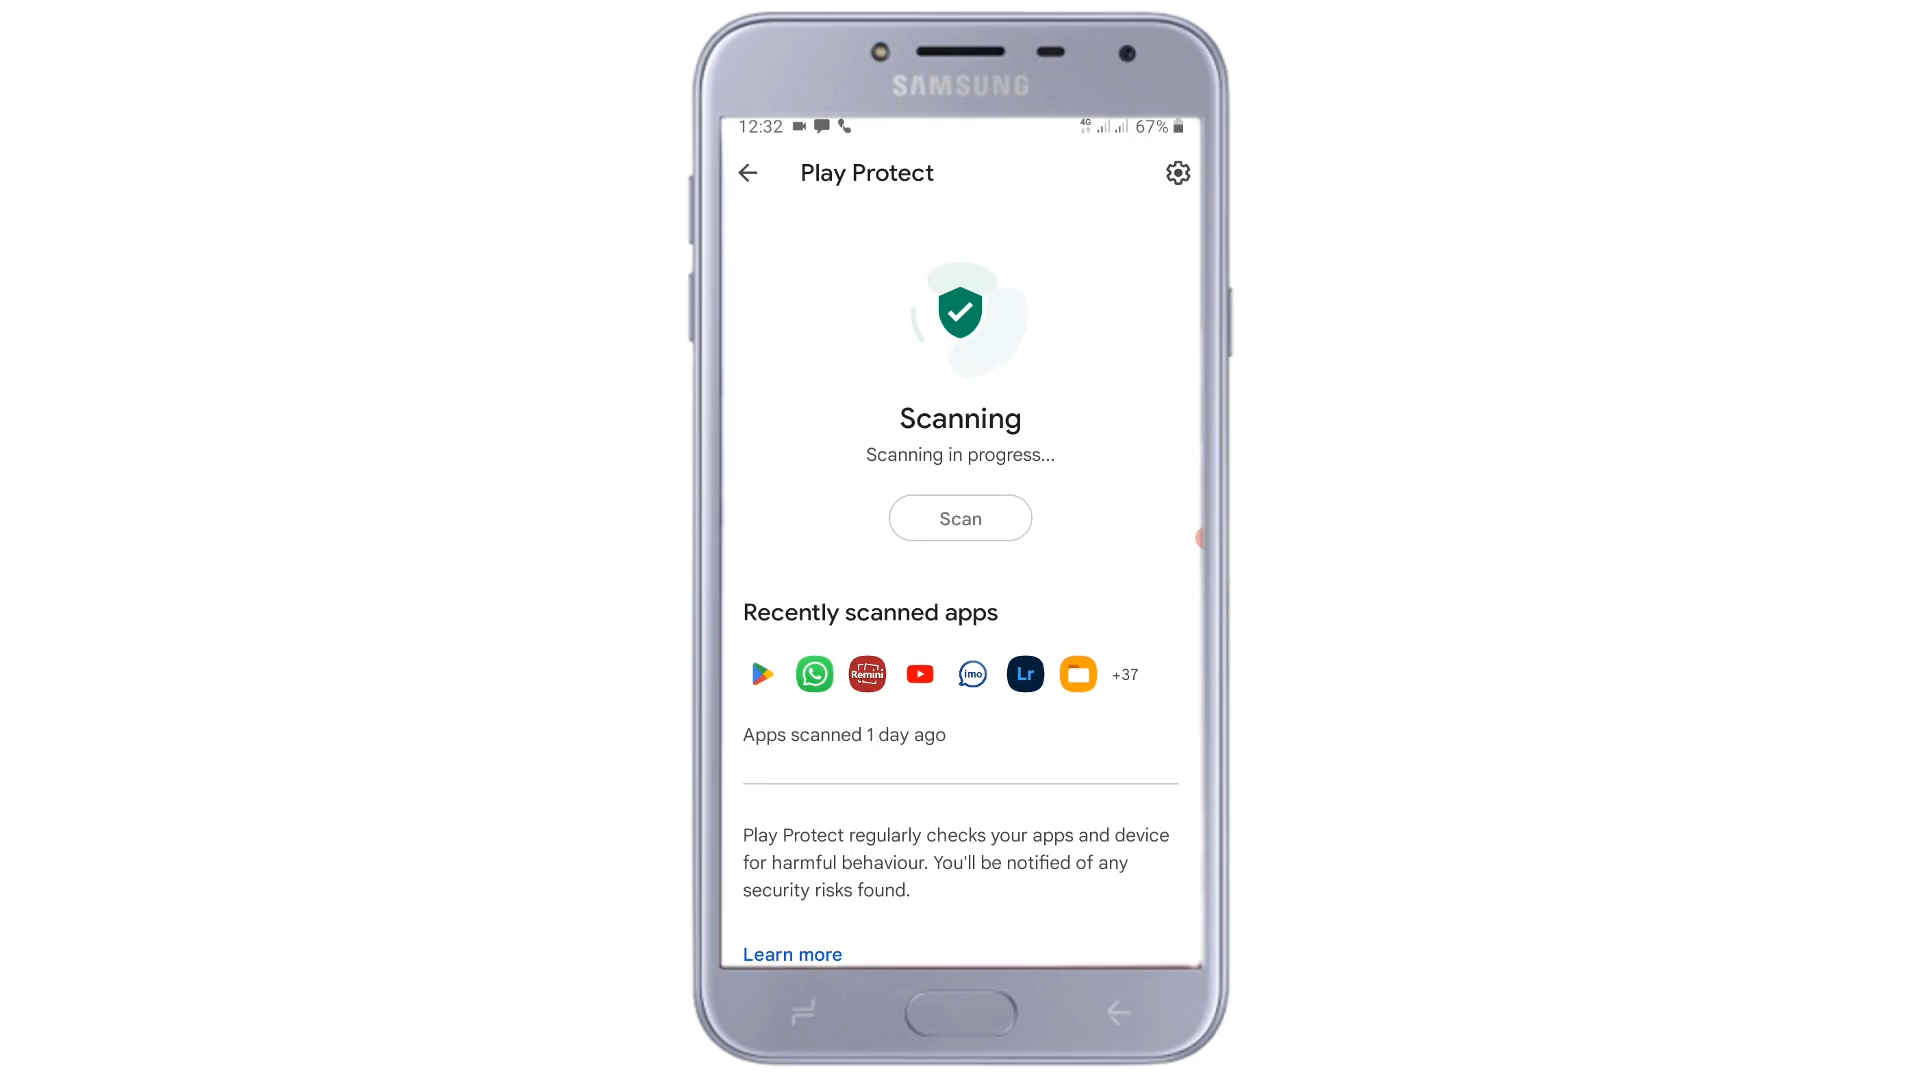 SAMSUNG
12:32 4G 67%
Play Protect
Scanning
Scanning in progress...
Scan
Recently scanned apps
Remini imo Lr +37
Apps scanned 1 day ago
Play Protect regularly checks your apps and device
for harmful behaviour. You'll be notified of any
security risks found.
Learn more